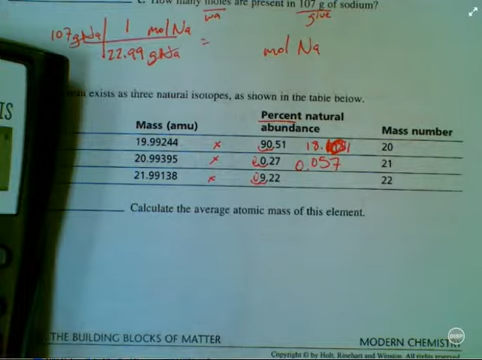 How many moles are present in 107 g of sodium?
want give
107 g Na 1 mol Na = mol Na
22.99 g Na
exists as three natural isotopes, as shown in the table below.
Mass (amu) Percent natural abundance Mass number
19.99244 x .90,51 18. 20
20.99395 x .0,27 0.057 21
21.99138 x .9,22 22
Calculate the average atomic mass of this element.
THE BUILDING BLOCKS OF MATTER MODERN CHEMISTRY
Copyright © by Holt, Rinehart and Winston. All rights reserved.